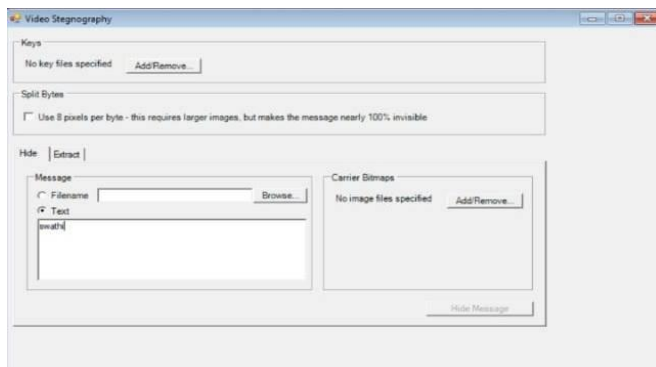 Video Stegnography
Keys
No key files specified Add/Remove...
Split Bytes
Use 8 pixels per byte - this requires larger images, but makes the message nearly 100% invisible
Hide Extract
Message
Filename Browse...
Text
swathi
Carrier Bitmaps
No image files specified Add/Remove...
Hide Message